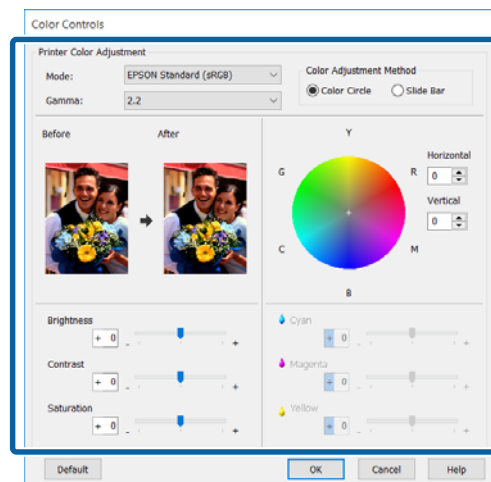 Color Controls
Printer Color Adjustment
Mode: EPSON Standard (sRGB)
Gamma: 2.2
Color Adjustment Method
Color Circle Slide Bar
Before After
Y
G R
C M
B
Horizontal
0
Vertical
0
Brightness
+ 0 - +
Contrast
+ 0 - +
Saturation
+ 0 - +
Cyan
+ 0 - +
Magenta
+ 0 - +
Yellow
+ 0 - +
Default OK Cancel Help